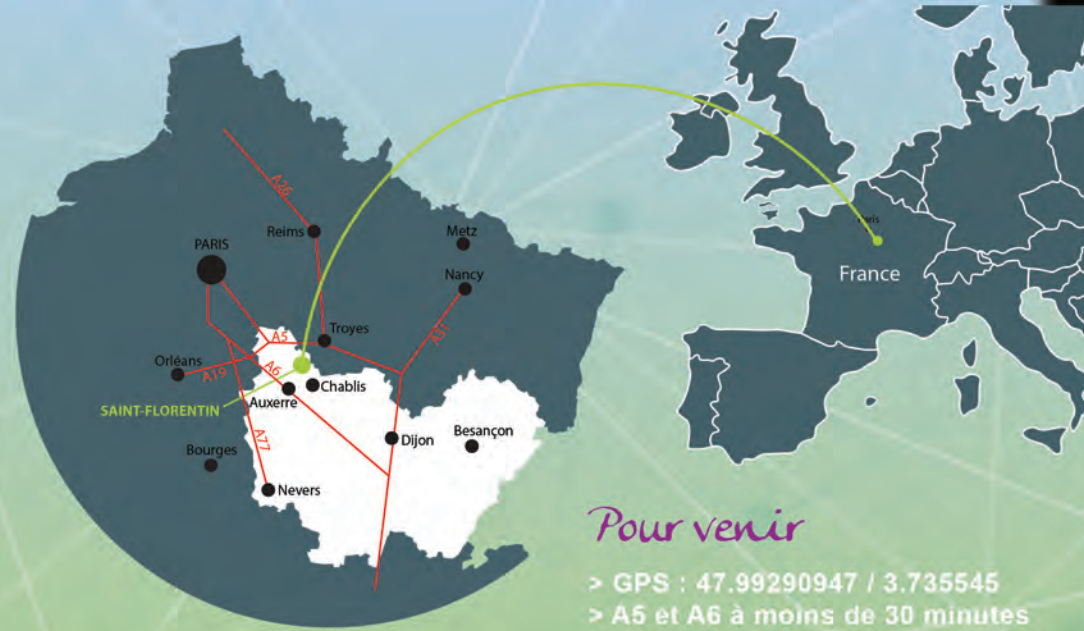 A26
Reims
Metz
PARIS
Nancy
A31
Troyes
A5
Orléans
A19
A6
Chablis
SAINT-FLORENTIN
Auxerre
A77
Dijon
Besançon
Bourges
Nevers
Paris
France
Pour venir
> GPS : 47.99290947 / 3.735545
> A5 et A6 à moins de 30 minutes